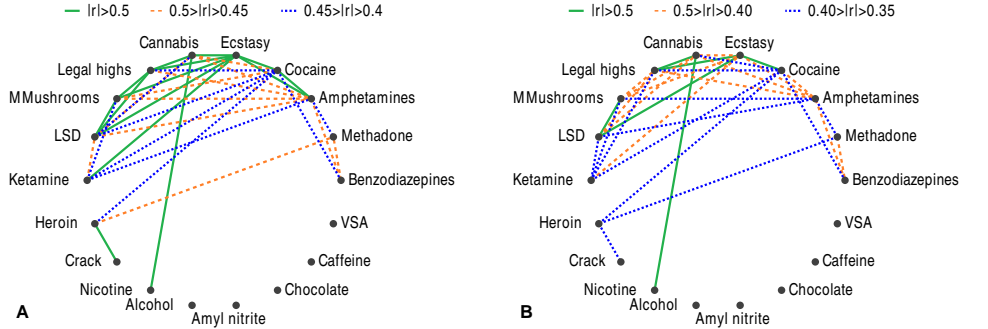 |r|>0.5 0.5>|r|>0.45 0.45>|r|>0.4
Cannabis Ecstasy
Legal highs Cocaine
MMushrooms Amphetamines
LSD Methadone
Ketamine Benzodiazepines
Heroin VSA
Crack Caffeine
Nicotine Chocolate
Alcohol
Amyl nitrite
A
|r|>0.5 0.5>|r|>0.40 0.40>|r|>0.35
Cannabis Ecstasy
Legal highs Cocaine
MMushrooms Amphetamines
LSD Methadone
Ketamine Benzodiazepines
Heroin VSA
Crack Caffeine
Nicotine Chocolate
Alcohol
Amyl nitrite
B